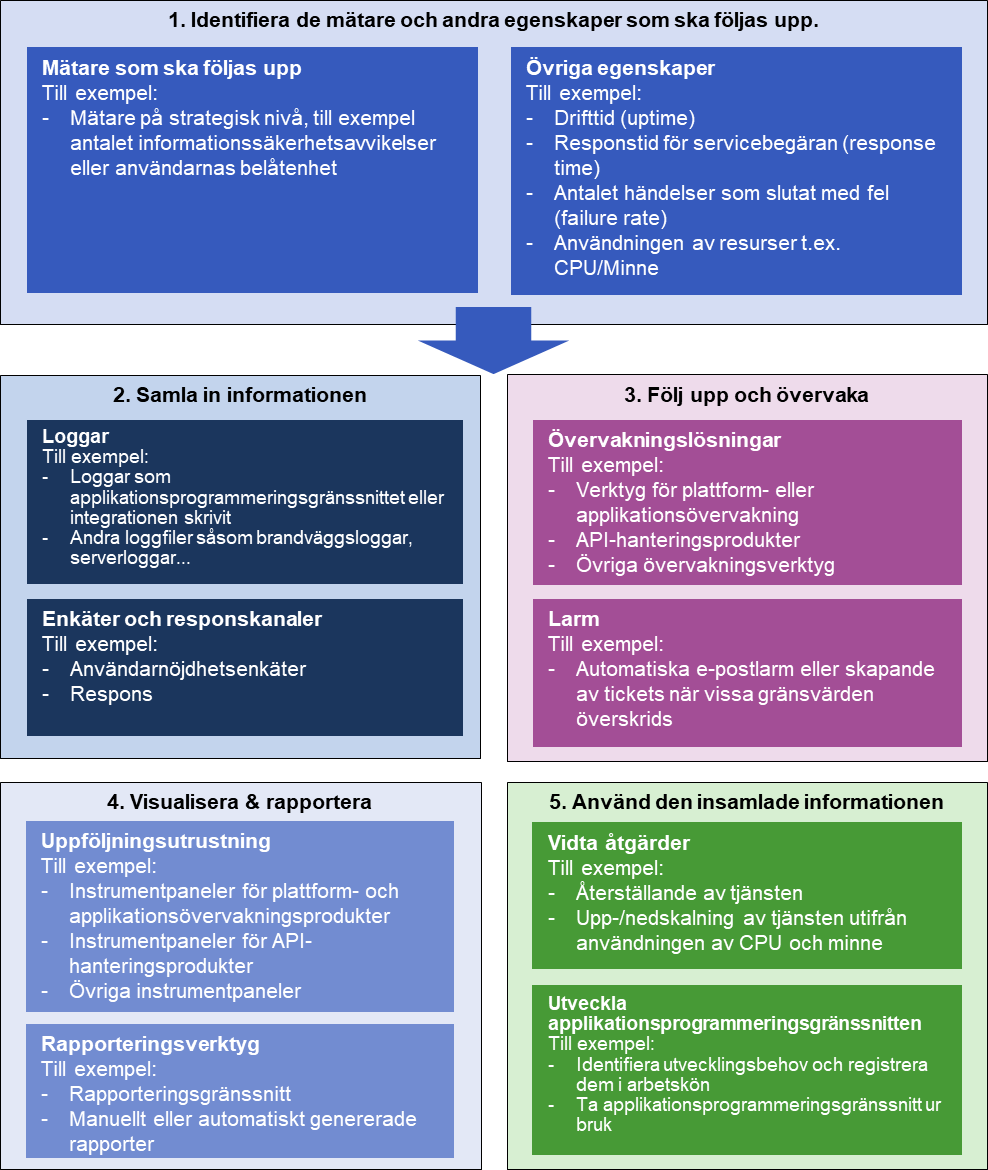 1. Identifiera de mätare och andra egenskaper som ska följas upp.
Mätare som ska följas upp
Till exempel:
- Mätare på strategisk nivå, till exempel
antalet informationssäkerhetsavvikelser
eller användarnas belåtenhet
Övriga egenskaper
Till exempel:
- Drifttid (uptime)
- Responstid för servicebegäran (response
time)
- Antalet händelser som slutat med fel
(failure rate)
- Användningen av resurser t.ex.
CPU/Minne
2. Samla in informationen
Loggar
Till exempel:
- Loggar som
applikationsprogrammeringsgränssnittet eller
integrationen skrivit
- Andra loggfiler såsom brandväggsloggar,
serverloggar...
Enkäter och responskanaler
Till exempel:
- Användarnöjdhetsenkäter
- Respons
3. Följ upp och övervaka
Övervakningslösningar
Till exempel:
- Verktyg för plattform- eller
applikationsövervakning
- API-hanteringsprodukter
- Övriga övervakningsverktyg
Larm
Till exempel:
- Automatiska e-postlarm eller skapande
av tickets när vissa gränsvärden
överskrids
4. Visualisera & rapportera
Uppföljningsutrustning
Till exempel:
- Instrumentpaneler för plattform- och
applikationsövervakningsprodukter
- Instrumentpaneler för API-
hanteringsprodukter
- Övriga instrumentpaneler
Rapporteringsverktyg
Till exempel:
- Rapporteringsgränssnitt
- Manuellt eller automatiskt genererade
rapporter
5. Använd den insamlade informationen
Vidta åtgärder
Till exempel:
- Återställande av tjänsten
- Upp-/nedskalning av tjänsten utifrån
användningen av CPU och minne
Utveckla
applikationsprogrammeringsgränssnitten
Till exempel:
- Identifiera utvecklingsbehov och registrera
dem i arbetskön
- Ta applikationsprogrammeringsgränssnitt ur
bruk